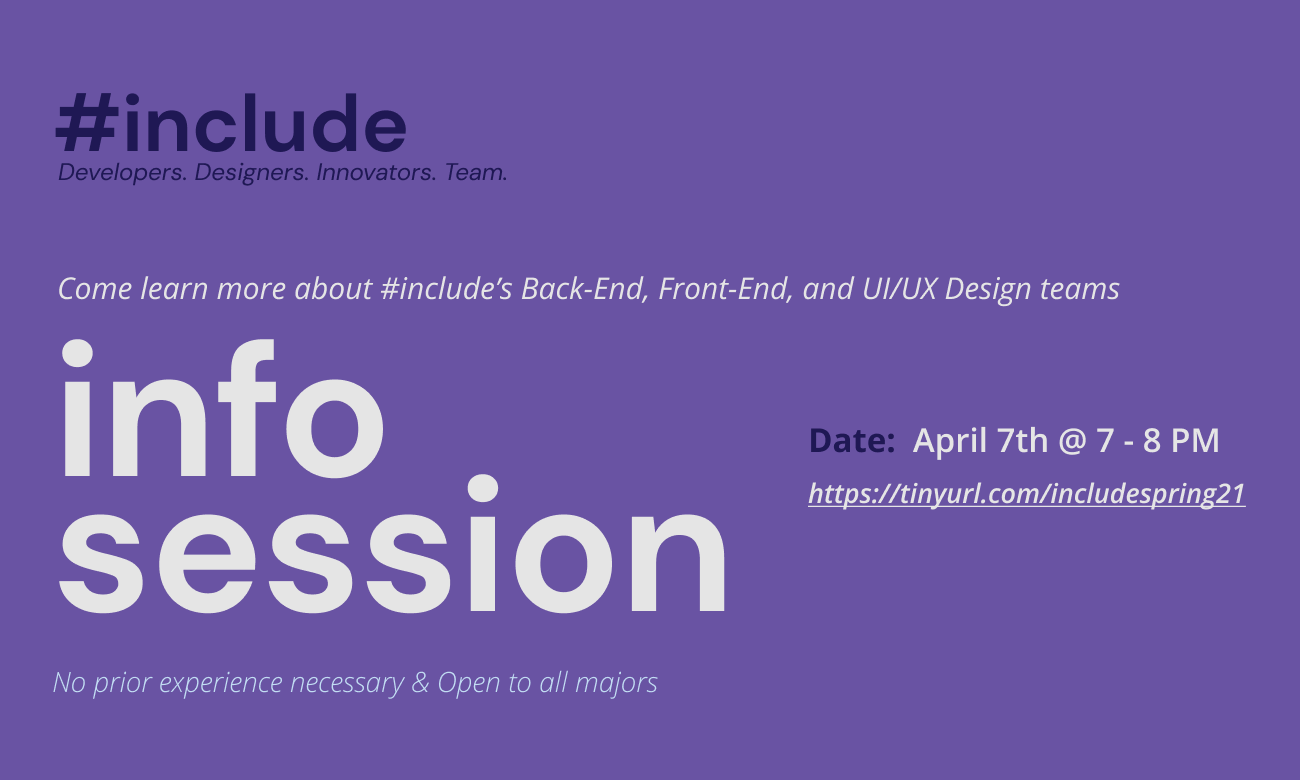 #include
Developers. Designers. Innovators. Team.
Come learn more about #include’s Back-End, Front-End, and UI/UX Design teams
info
session
Date: April 7th @ 7 - 8 PM
https://tinyurl.com/includespring21
No prior experience necessary & Open to all majors